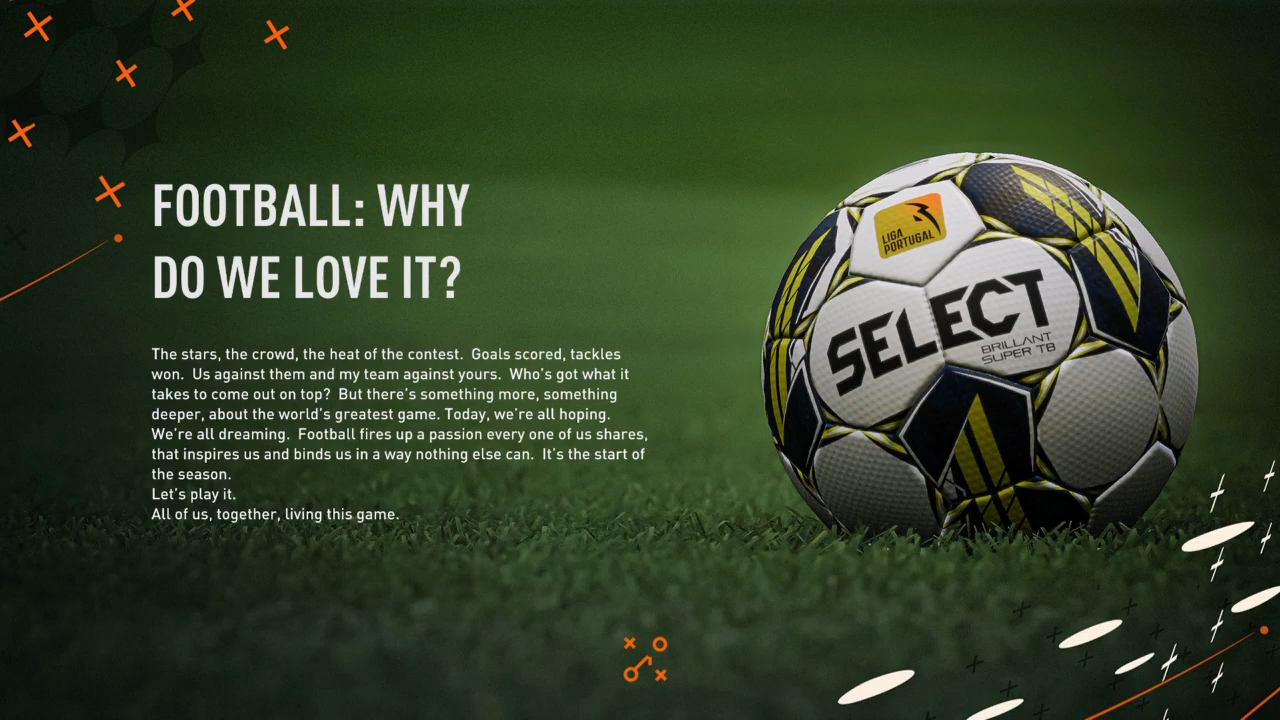 FOOTBALL: WHY
DO WE LOVE IT?
The stars, the crowd, the heat of the contest.  Goals scored, tackles
won.  Us against them and my team against yours.  Who's got what it
takes to come out on top?  But there's something more, something
deeper, about the world's greatest game. Today, we're all hoping.
We're all dreaming.  Football fires up a passion every one of us shares,
that inspires us and binds us in a way nothing else can.  It's the start of
the season.
Let's play it.
All of us, together, living this game.
LIGA
PORTUGAL
SELECT
BRILLANT
SUPER TB